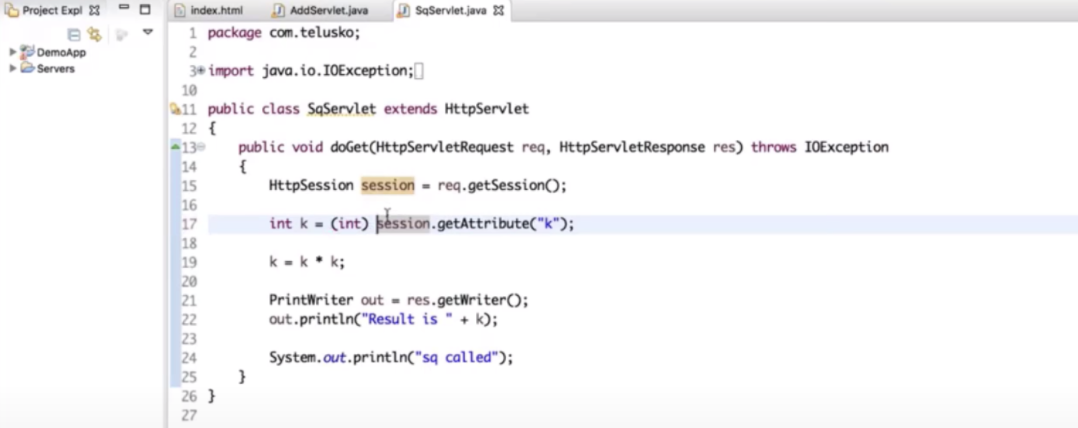 Project Expl
index.html
AddServlet.java
SqServlet.java
DemoApp
Servers
1 package com.telusko;
2
3 import java.io.IOException;
10
11 public class SqServlet extends HttpServlet
12 {
13 public void doGet(HttpServletRequest req, HttpServletResponse res) throws IOException
14 {
15 HttpSession session = req.getSession();
16
17 int k = (int) session.getAttribute("k");
18
19 k = k * k;
20
21 PrintWriter out = res.getWriter();
22 out.println("Result is " + k);
23
24 System.out.println("sq called");
25 }
26 }
27